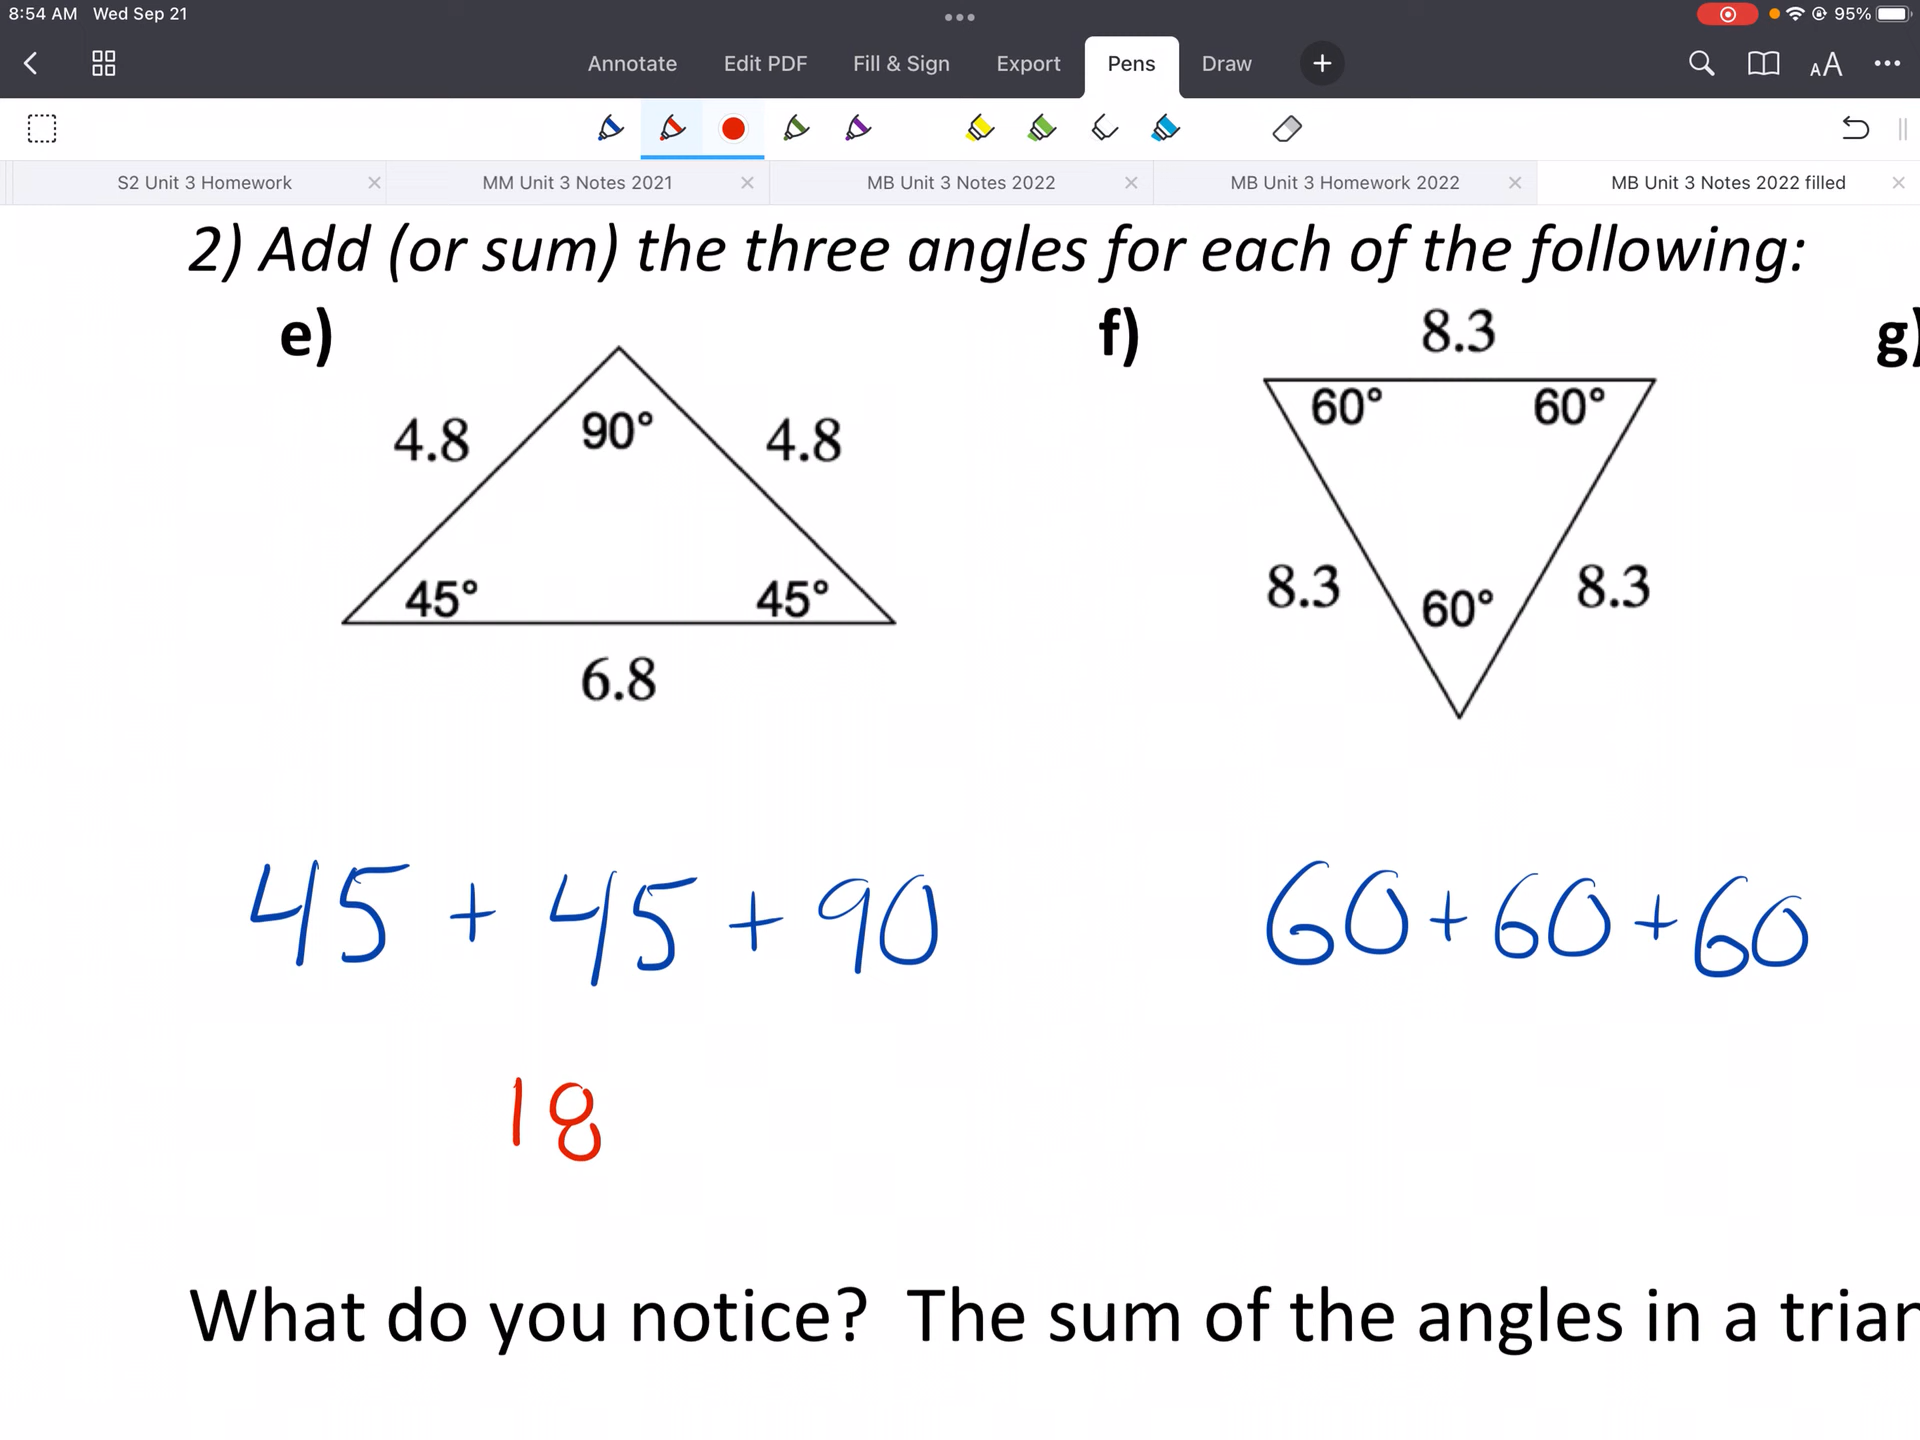 8:54 AM Wed Sep 21
95%
Annotate Edit PDF Fill & Sign Export Pens Draw
AA
S2 Unit 3 Homework MM Unit 3 Notes 2021 MB Unit 3 Notes 2022 MB Unit 3 Homework 2022 MB Unit 3 Notes 2022 filled
2) Add (or sum) the three angles for each of the following:
e) f) g)
8.3
60° 60°
4.8 90° 4.8
8.3 60° 8.3
45° 45°
6.8
45 + 45 + 90 60+60+60
18
What do you notice? The sum of the angles in a trian